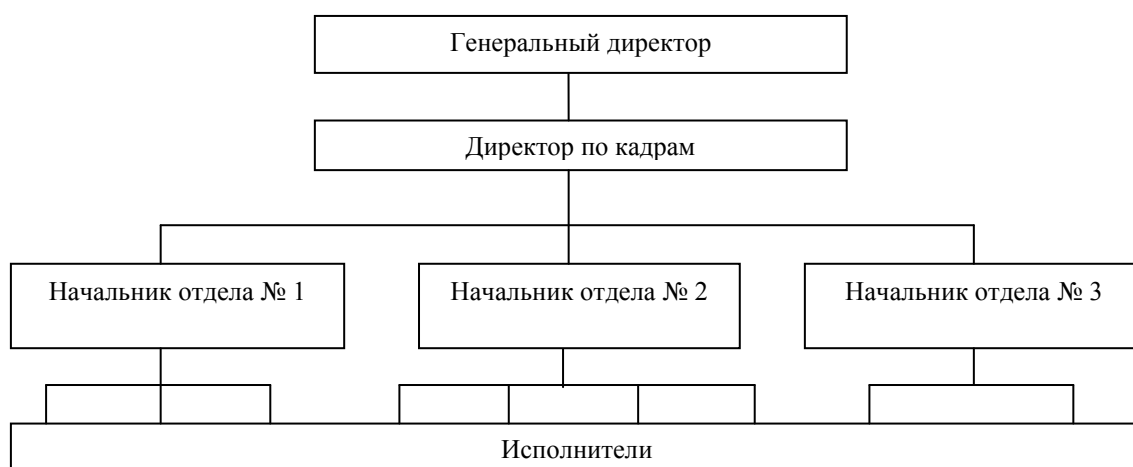 Генеральный директор
Директор по кадрам
Начальник отдела № 1
Начальник отдела № 2
Начальник отдела № 3
Исполнители